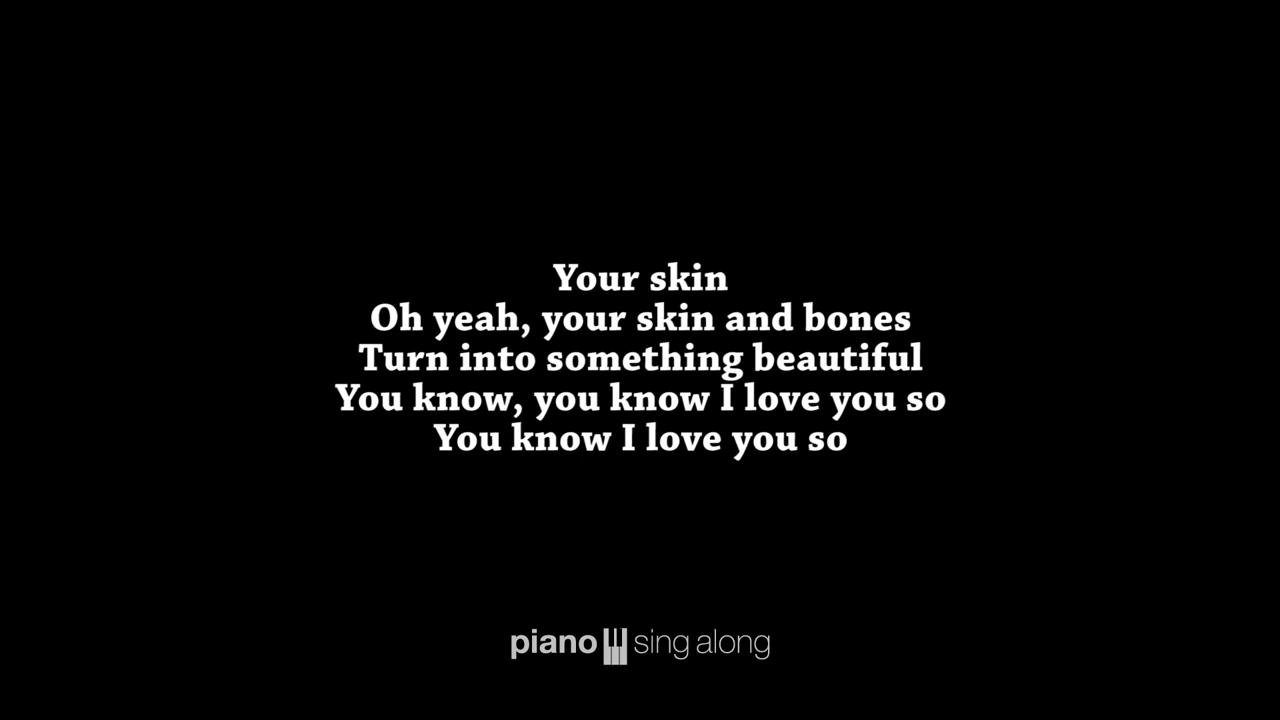 Your skin
Oh yeah, your skin and bones
Turn into something beautiful
You know, you know I love you so
You know I love you so
piano sing along